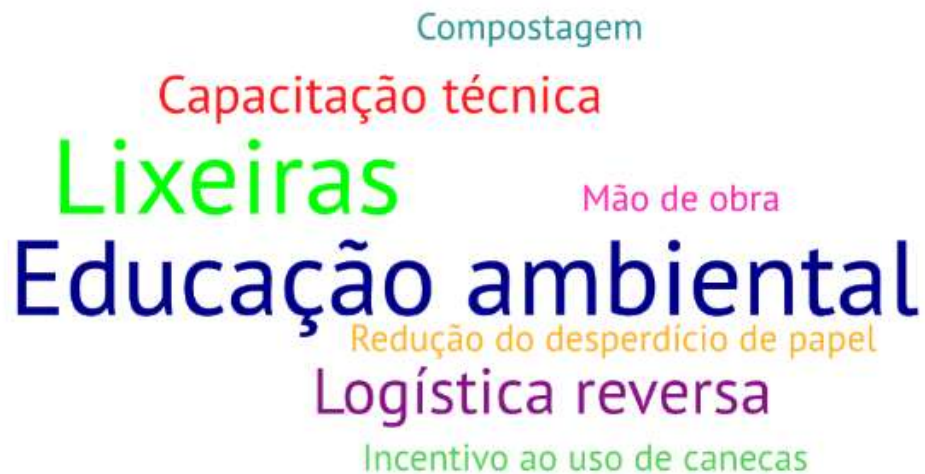 Compostagem
Capacitação técnica
Lixeiras
Mão de obra
Educação ambiental
Redução do desperdício de papel
Logística reversa
Incentivo ao uso de canecas